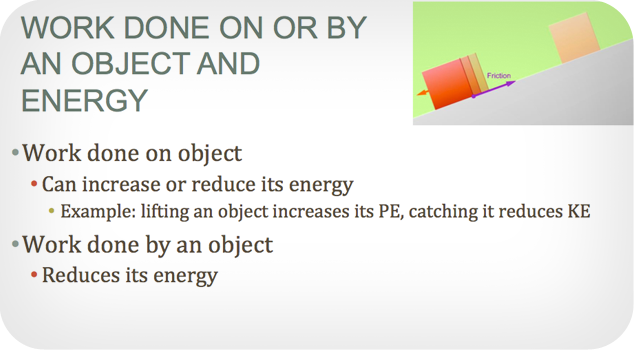 WORK DONE ON OR BY
AN OBJECT AND
ENERGY
Friction
•Work done on object
•Can increase or reduce its energy
•Example: lifting an object increases its PE, catching it reduces KE
•Work done by an object
•Reduces its energy